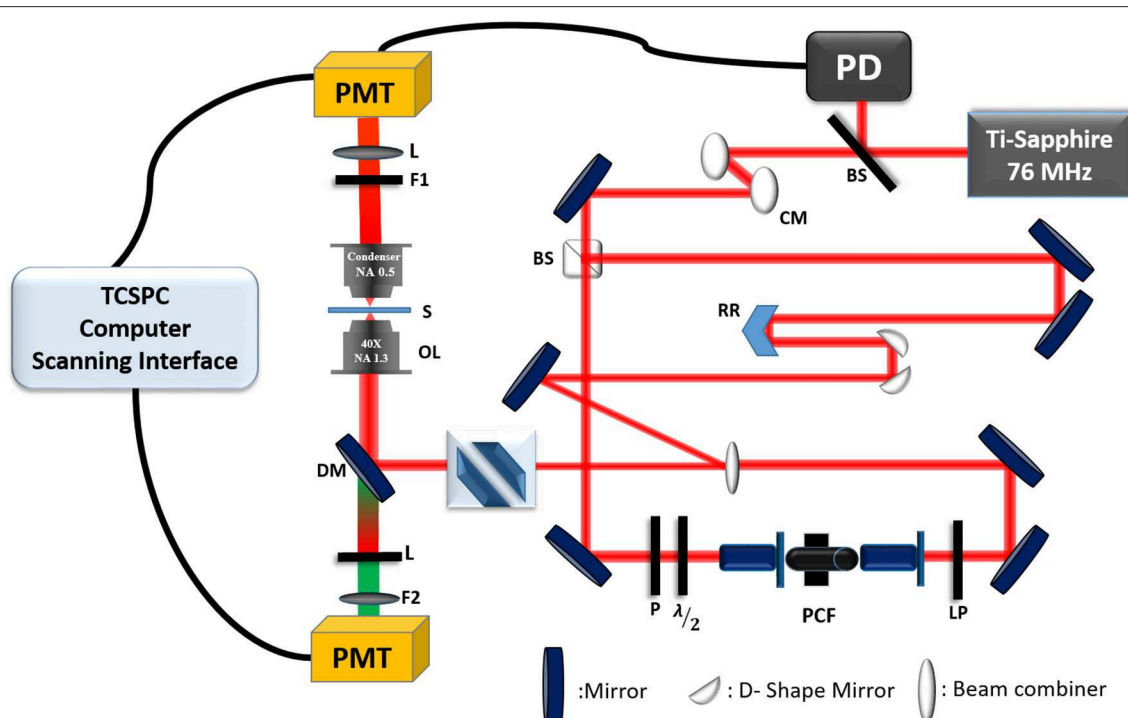 PMT
PD
Ti-Sapphire
76 MHz
BS
L
F1
CM
Condenser
NA 0.5
BS
TCSPC
Computer
Scanning Interface
S
RR
40X
NA 1.3
OL
DM
L
F2
P
λ/2
PCF
LP
PMT
:Mirror
: D- Shape Mirror
: Beam combiner